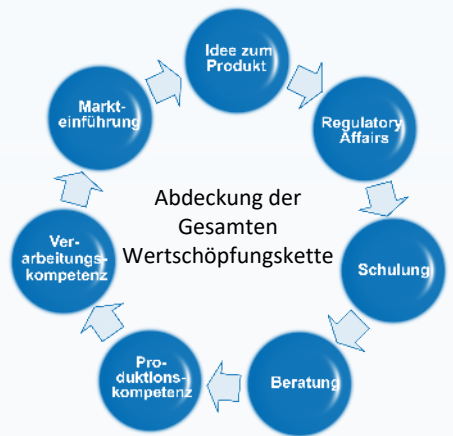 Idee zum
Produkt
Regulatory
Affairs
Schulung
Beratung
Pro-
duktions-
kompetenz
Ver-
arbeitungs-
kompetenz
Markt-
einführung
Abdeckung der
Gesamten
Wertschöpfungskette